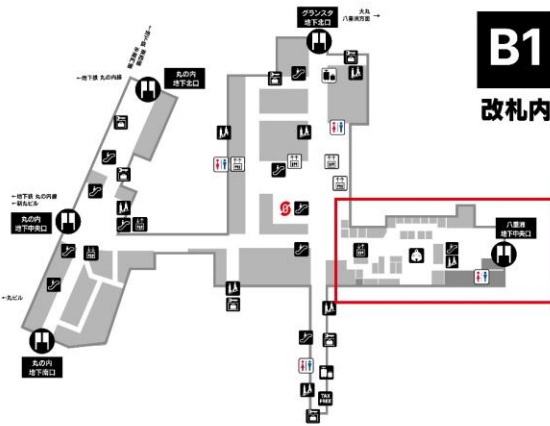 グランスタ
地下北口
大丸
八重洲方面 →
B1
改札内
←地下鉄 丸の内線
丸の内
地下北口
←地下鉄 丸の内線
←新丸ビル
丸の内
地下中央口
八重洲
地下中央口
←丸ビル
丸の内
地下南口
TAX
FREE